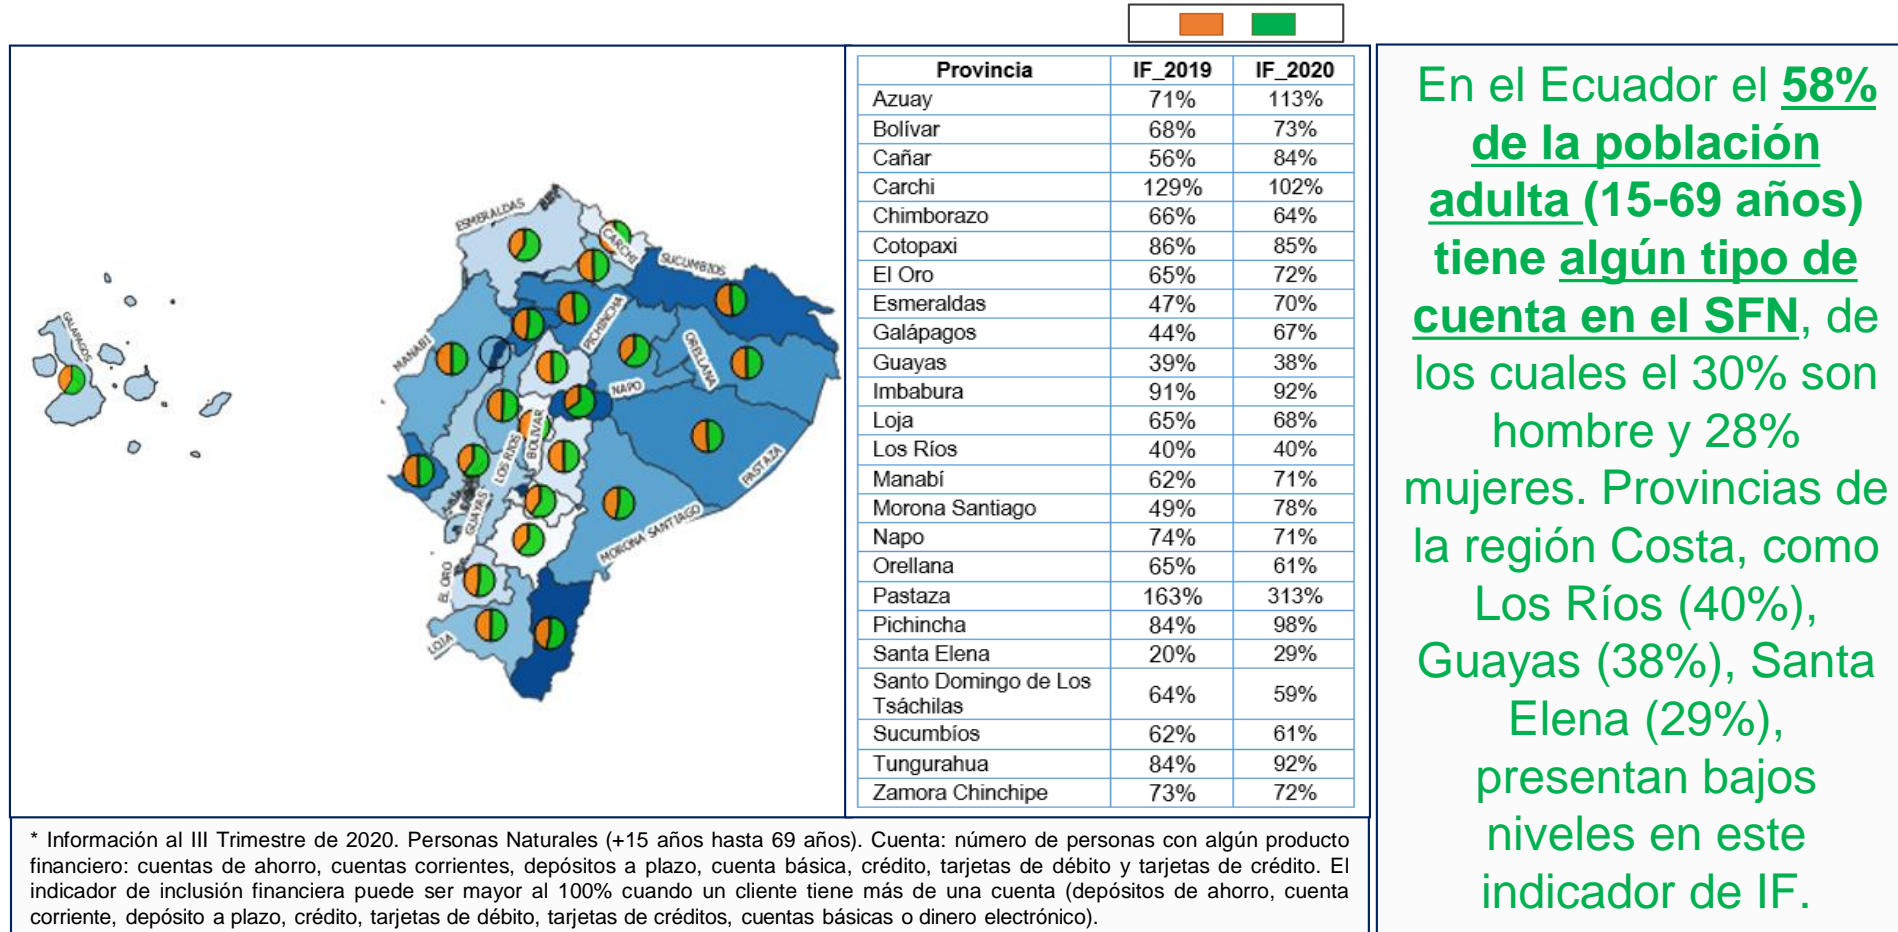 GALAPAGOS
ESMERALDAS
CARCHI
SUCUMBIOS
MANABÍ
PICHINCHA
ORELLANA
NAPO
BOLIVAR
LOS RIOS
GUAYAS
PASTAZA
MORONA SANTIAGO
EL ORO
LOJA
Provincia IF_2019 IF_2020
Azuay 71% 113%
Bolívar 68% 73%
Cañar 56% 84%
Carchi 129% 102%
Chimborazo 66% 64%
Cotopaxi 86% 85%
El Oro 65% 72%
Esmeraldas 47% 70%
Galápagos 44% 67%
Guayas 39% 38%
Imbabura 91% 92%
Loja 65% 68%
Los Ríos 40% 40%
Manabí 62% 71%
Morona Santiago 49% 78%
Napo 74% 71%
Orellana 65% 61%
Pastaza 163% 313%
Pichincha 84% 98%
Santa Elena 20% 29%
Santo Domingo de Los
Tsáchilas 64% 59%
Sucumbíos 62% 61%
Tungurahua 84% 92%
Zamora Chinchipe 73% 72%
* Información al III Trimestre de 2020. Personas Naturales (+15 años hasta 69 años). Cuenta: número de personas con algún producto
financiero: cuentas de ahorro, cuentas corrientes, depósitos a plazo, cuenta básica, crédito, tarjetas de débito y tarjetas de crédito. El
indicador de inclusión financiera puede ser mayor al 100% cuando un cliente tiene más de una cuenta (depósitos de ahorro, cuenta
corriente, depósito a plazo, crédito, tarjetas de débito, tarjetas de créditos, cuentas básicas o dinero electrónico).
En el Ecuador el 58%
de la población
adulta (15-69 años)
tiene algún tipo de
cuenta en el SFN, de
los cuales el 30% son
hombre y 28%
mujeres. Provincias de
la región Costa, como
Los Ríos (40%),
Guayas (38%), Santa
Elena (29%),
presentan bajos
niveles en este
indicador de IF.